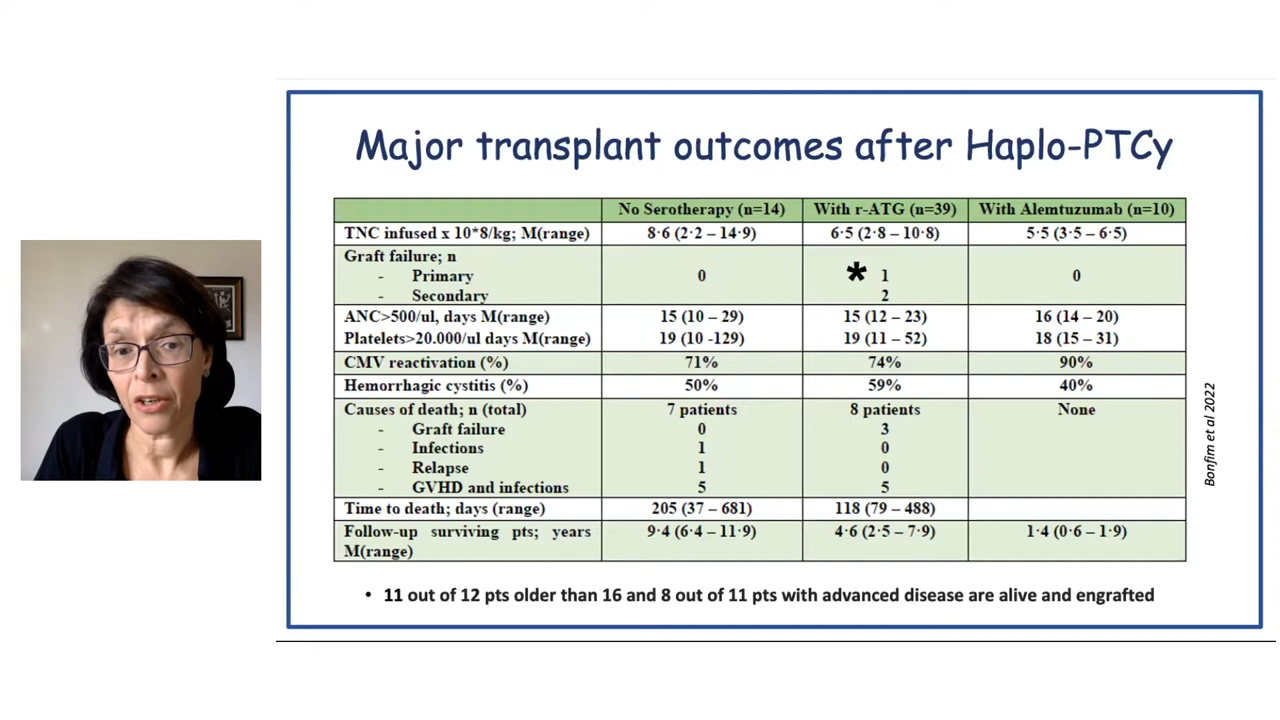 Major transplant outcomes after Haplo-PTCy
No Serotherapy (n=14) With r-ATG (n=39) With Alemtuzumab (n=10)
TNC infused x 10*8/kg; M(range) 8·6 (2·2 – 14·9) 6·5 (2·8 – 10·8) 5·5 (3·5 – 6·5)
Graft failure; n
- Primary 0 * 1 0
- Secondary 2
ANC>500/ul, days M(range) 15 (10 – 29) 15 (12 – 23) 16 (14 – 20)
Platelets>20.000/ul days M(range) 19 (10 -129) 19 (11 – 52) 18 (15 – 31)
CMV reactivation (%) 71% 74% 90%
Hemorrhagic cystitis (%) 50% 59% 40%
Causes of death; n (total) 7 patients 8 patients None
- Graft failure 0 3
- Infections 1 0
- Relapse 1 0
- GVHD and infections 5 5
Time to death; days (range) 205 (37 – 681) 118 (79 – 488)
Follow-up surviving pts; years 9·4 (6·4 – 11·9) 4·6 (2·5 – 7·9) 1·4 (0·6 – 1·9)
M(range)
• 11 out of 12 pts older than 16 and 8 out of 11 pts with advanced disease are alive and engrafted
Bonfim et al 2022